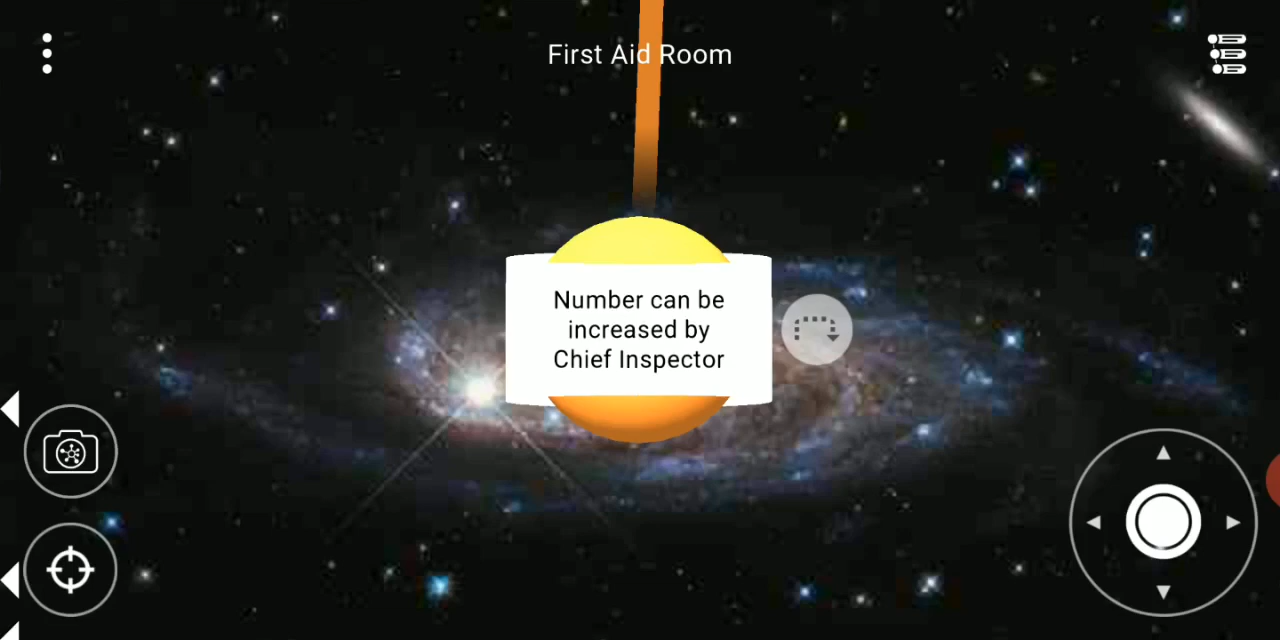 First Aid Room
Number can be
increased by
Chief Inspector